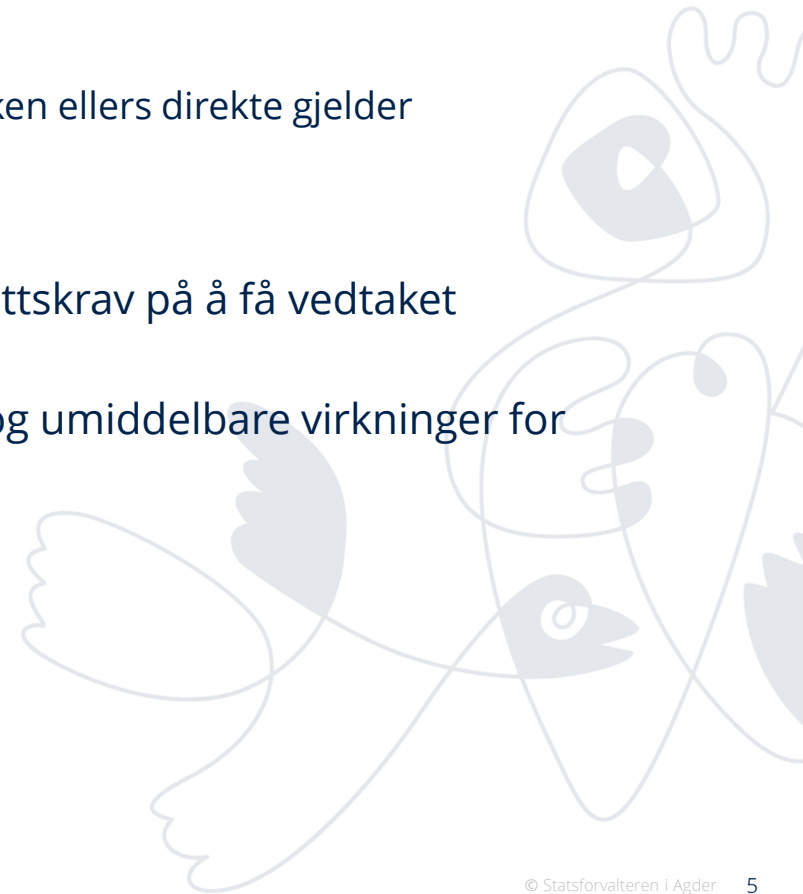 ken ellers direkte gjelder
ttskrav på å få vedtaket
og umiddelbare virkninger for
© Statsforvalteren i Agder 5